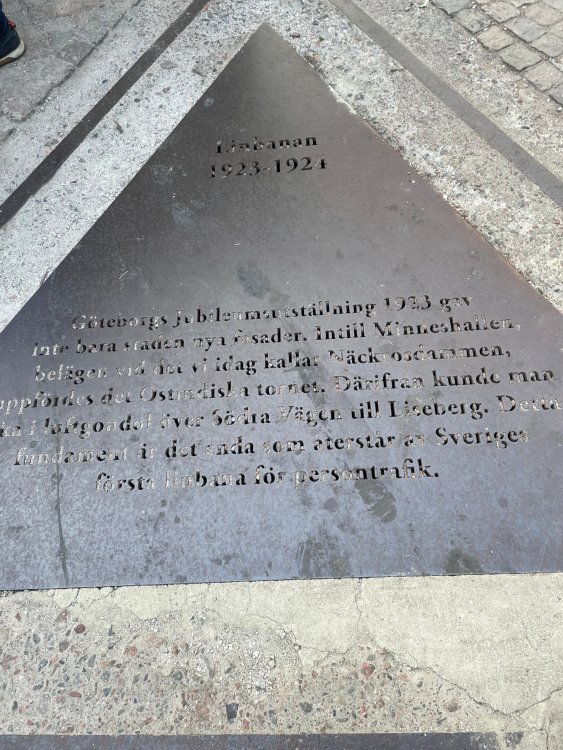 Linbanan
1923-1924
Göteborgs Jubileumsutställning 1923 gav
inte bara staden nya fasader. Intill Minneshallen,
belägen vid det vi idag kallar Näckrosdammen,
uppfördes det Ostindiska tornet. Därifrån kunde man
åka i luftgondol över Södra Vägen till Liseberg. Detta
fundament är det enda som återstår av Sveriges
första linbana för persontrafik.